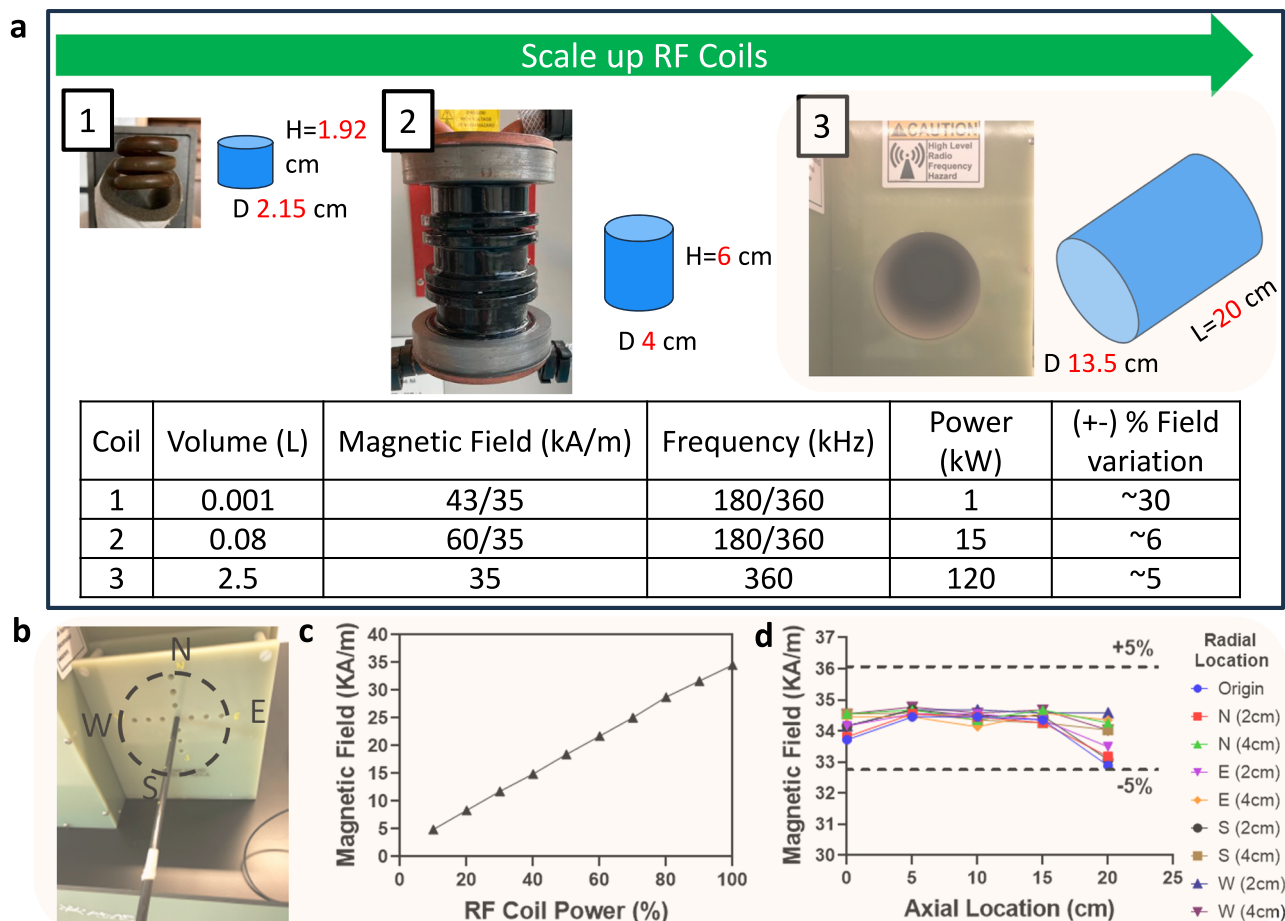 a
Scale up RF Coils
1
H=1.92
cm
D 2.15 cm
2
H=6 cm
D 4 cm
3
CAUTION
High Level
Radio
Frequency
Hazard
L=20 cm
D 13.5 cm
Coil Volume (L) Magnetic Field (kA/m) Frequency (kHz) Power (kW) (+-) % Field variation
1 0.001 43/35 180/360 1 ~30
2 0.08 60/35 180/360 15 ~6
3 2.5 35 360 120 ~5
b
N
W
E
S
c
Magnetic Field (KA/m)
40
35
30
25
20
15
10
5
0
0 20 40 60 80 100
RF Coil Power (%)
d
Magnetic Field (KA/m)
37
36
35
34
33
32
31
30
+5%
-5%
0 5 10 15 20 25
Axial Location (cm)
Radial
Location
Origin
N (2cm)
N (4cm)
E (2cm)
E (4cm)
S (2cm)
S (4cm)
W (2cm)
W (4cm)